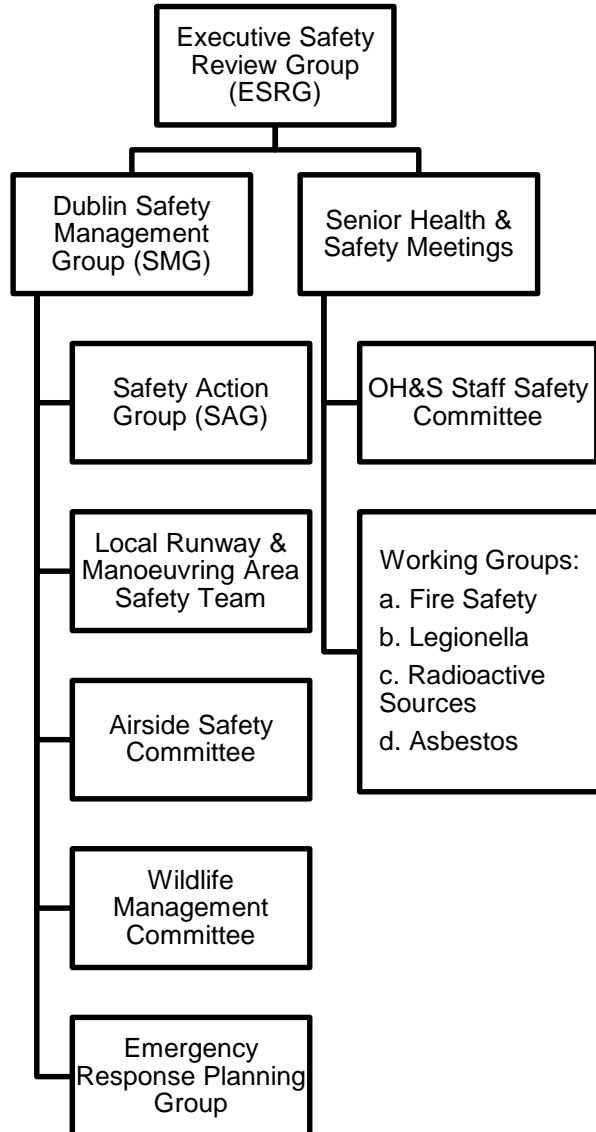 Executive Safety
Review Group
(ESRG)
Dublin Safety
Management
Group (SMG)
Senior Health &
Safety Meetings
Safety Action
Group (SAG)
Local Runway &
Manoeuvring Area
Safety Team
Airside Safety
Committee
Wildlife
Management
Committee
Emergency
Response Planning
Group
OH&S Staff Safety
Committee
Working Groups:
a. Fire Safety
b. Legionella
c. Radioactive
Sources
d. Asbestos